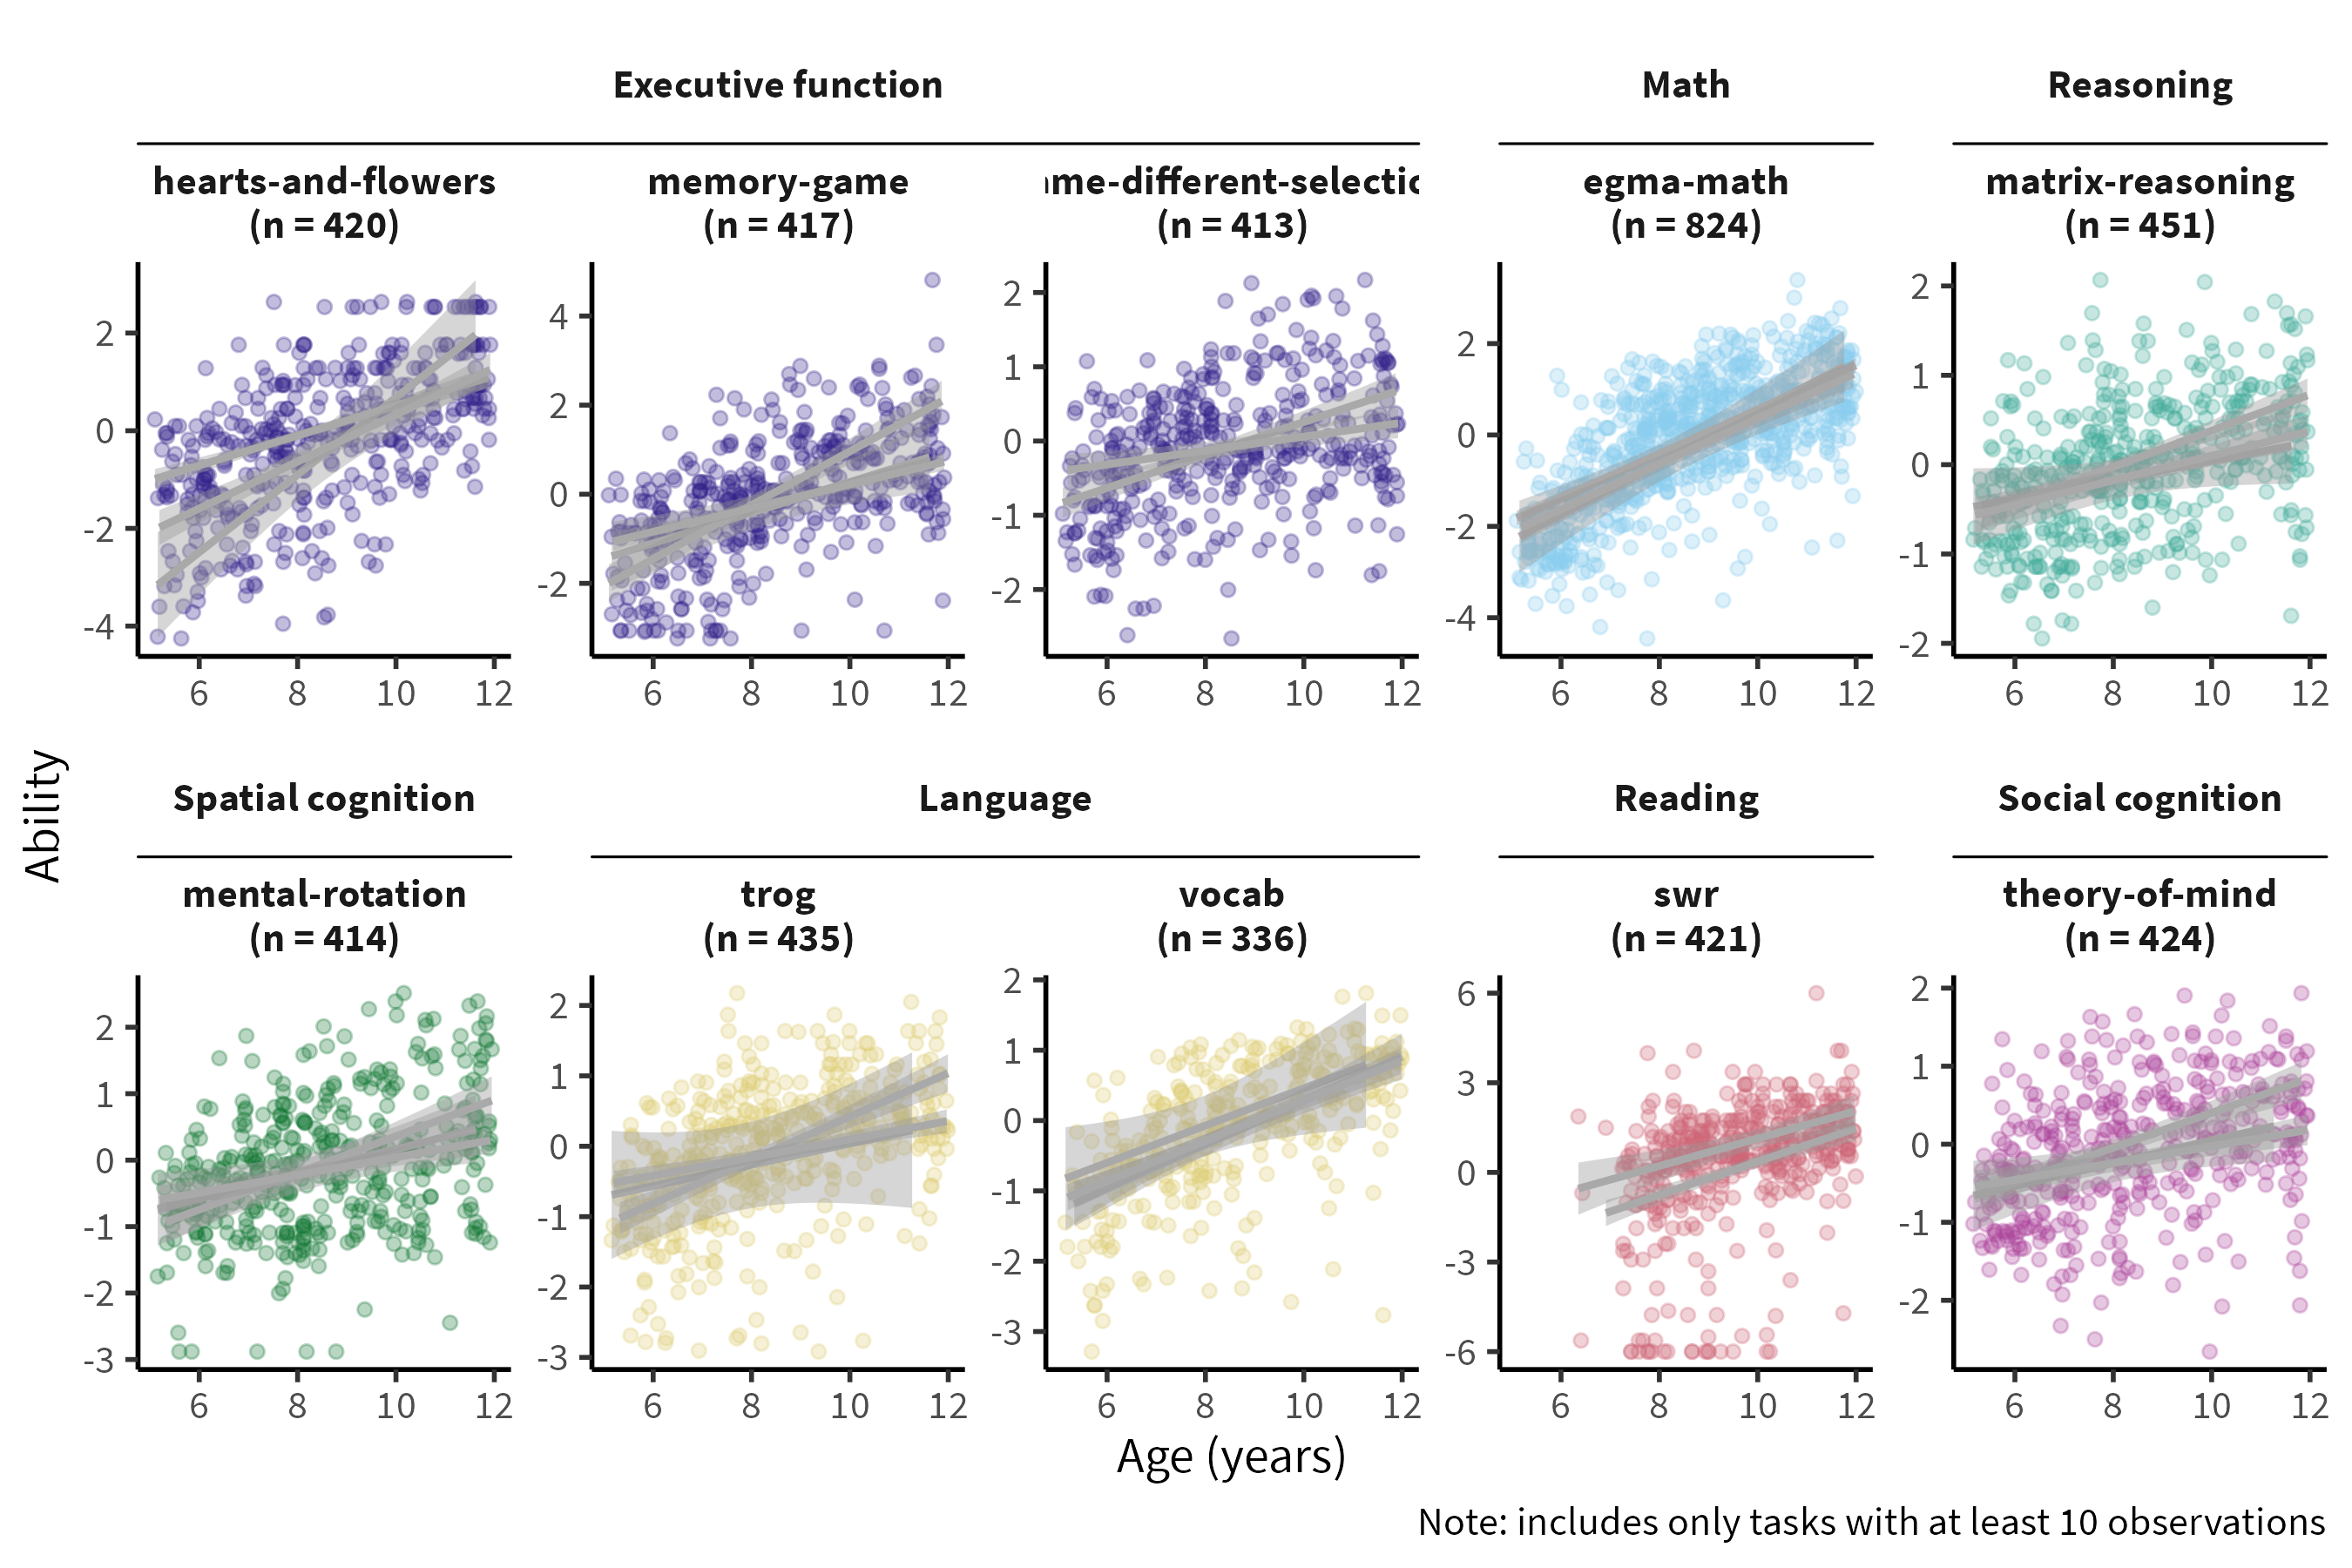 Executive function
Math
Reasoning
hearts-and-flowers
(n = 420)
memory-game
(n = 417)
me-different-selectio
(n = 413)
egma-math
(n = 824)
matrix-reasoning
(n = 451)
2
0
-2
-4
6 8 10 12
4
2
0
-2
6 8 10 12
2
1
0
-1
-2
6 8 10 12
2
0
-2
-4
6 8 10 12
2
1
0
-1
-2
6 8 10 12
Ability
Spatial cognition
Language
Reading
Social cognition
mental-rotation
(n = 414)
trog
(n = 435)
vocab
(n = 336)
swr
(n = 421)
theory-of-mind
(n = 424)
2
1
0
-1
-2
-3
6 8 10 12
2
1
0
-1
-2
-3
6 8 10 12
2
1
0
-1
-2
-3
6 8 10 12
6
3
0
-3
-6
6 8 10 12
2
1
0
-1
-2
6 8 10 12
Age (years)
Note: includes only tasks with at least 10 observations